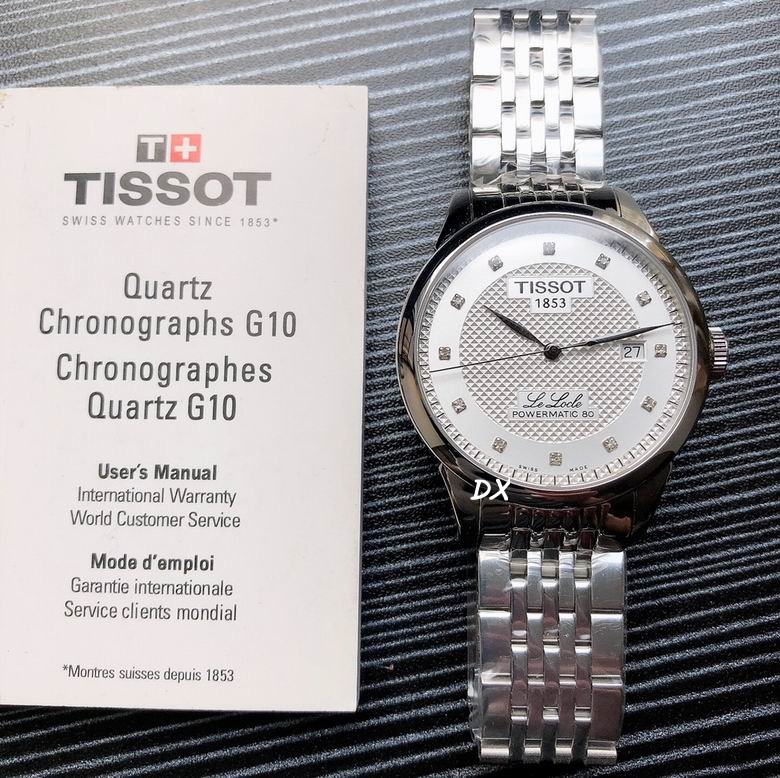 T+
TISSOT
SWISS WATCHES SINCE 1853*
Quartz
Chronographs G10
Chronographes
Quartz G10
User's Manual
International Warranty
World Customer Service
Mode d'emploi
Garantie internationale
Service clients mondial
*Montres suisses depuis 1853
TISSOT
1853
27
Le Locle
POWERMATIC 80
SWISS MADE
DX